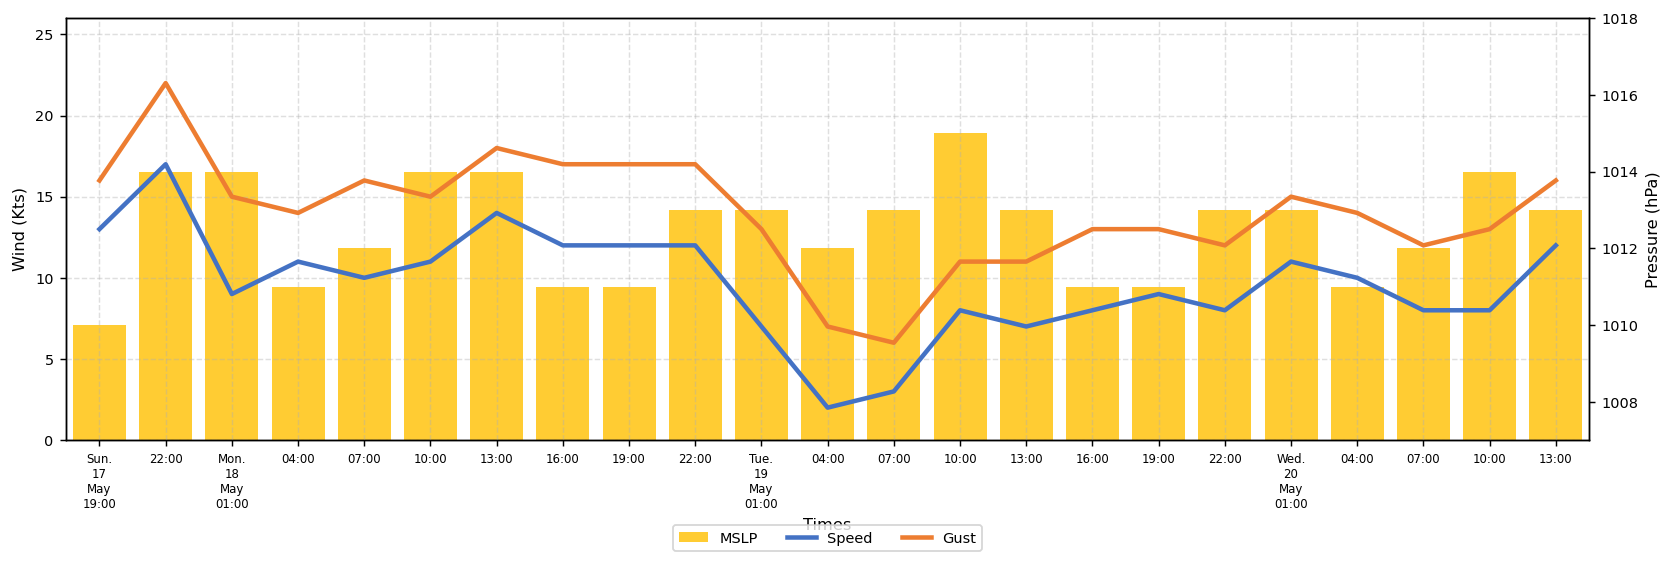 25
20
15
10
5
0
Wind (Kts)
1018
1016
1014
1012
1010
1008
Pressure (hPa)
Sun.
17
May
19:00
22:00
Mon.
18
May
01:00
04:00
07:00
10:00
13:00
16:00
19:00
22:00
Tue.
19
May
01:00
04:00
07:00
10:00
13:00
16:00
19:00
22:00
Wed.
20
May
01:00
04:00
07:00
10:00
13:00
Times
MSLP
Speed
Gust